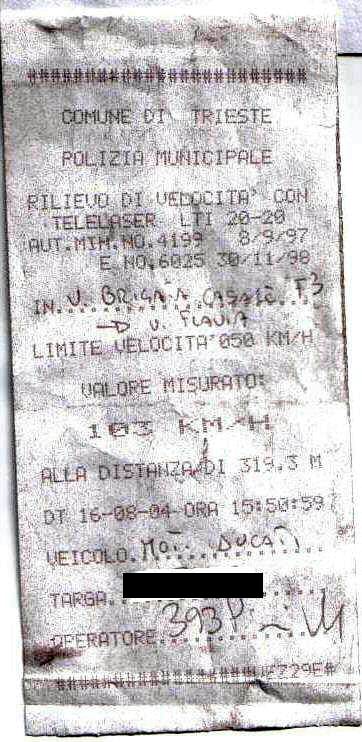 ##############################
COMUNE DI TRIESTE
POLIZIA MUNICIPALE
RILIEVO DI VELOCITA' CON
TELELASER LTI 20-20
AUT.MIN.NO.4199 8/9/97
E NO.6025 30/11/98
IN. V. BRIGATA CASALE F3
→ V. FLAVIA
LIMITE VELOCITA'050 KM/H
VALORE MISURATO:
103 KM/H
ALLA DISTANZA DI 319.3 M
DT 16-08-04-ORA 15:50:59
VEICOLO. MOT. DUCATI
TARGA
OPERATORE 393